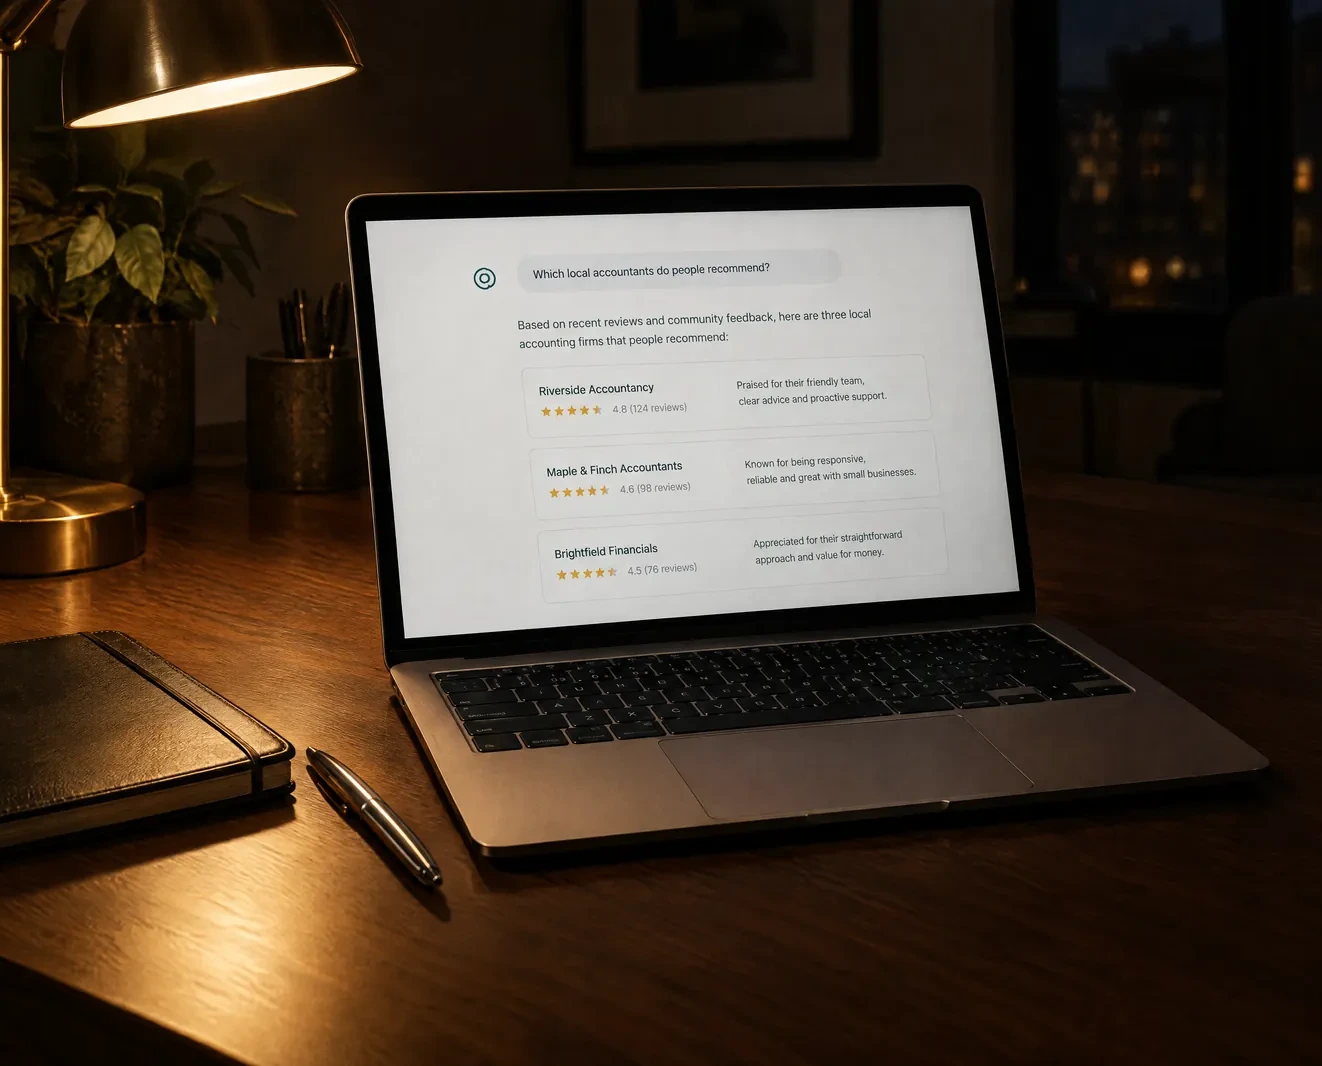 Which local accountants do people recommend?
Based on recent reviews and community feedback, here are three local
accounting firms that people recommend:
Riverside Accountancy
4.8 (124 reviews)
Praised for their friendly team,
clear advice and proactive support.
Maple & Finch Accountants
4.6 (98 reviews)
Known for being responsive,
reliable and great with small businesses.
Brightfield Financials
4.5 (76 reviews)
Appreciated for their straightforward
approach and value for money.